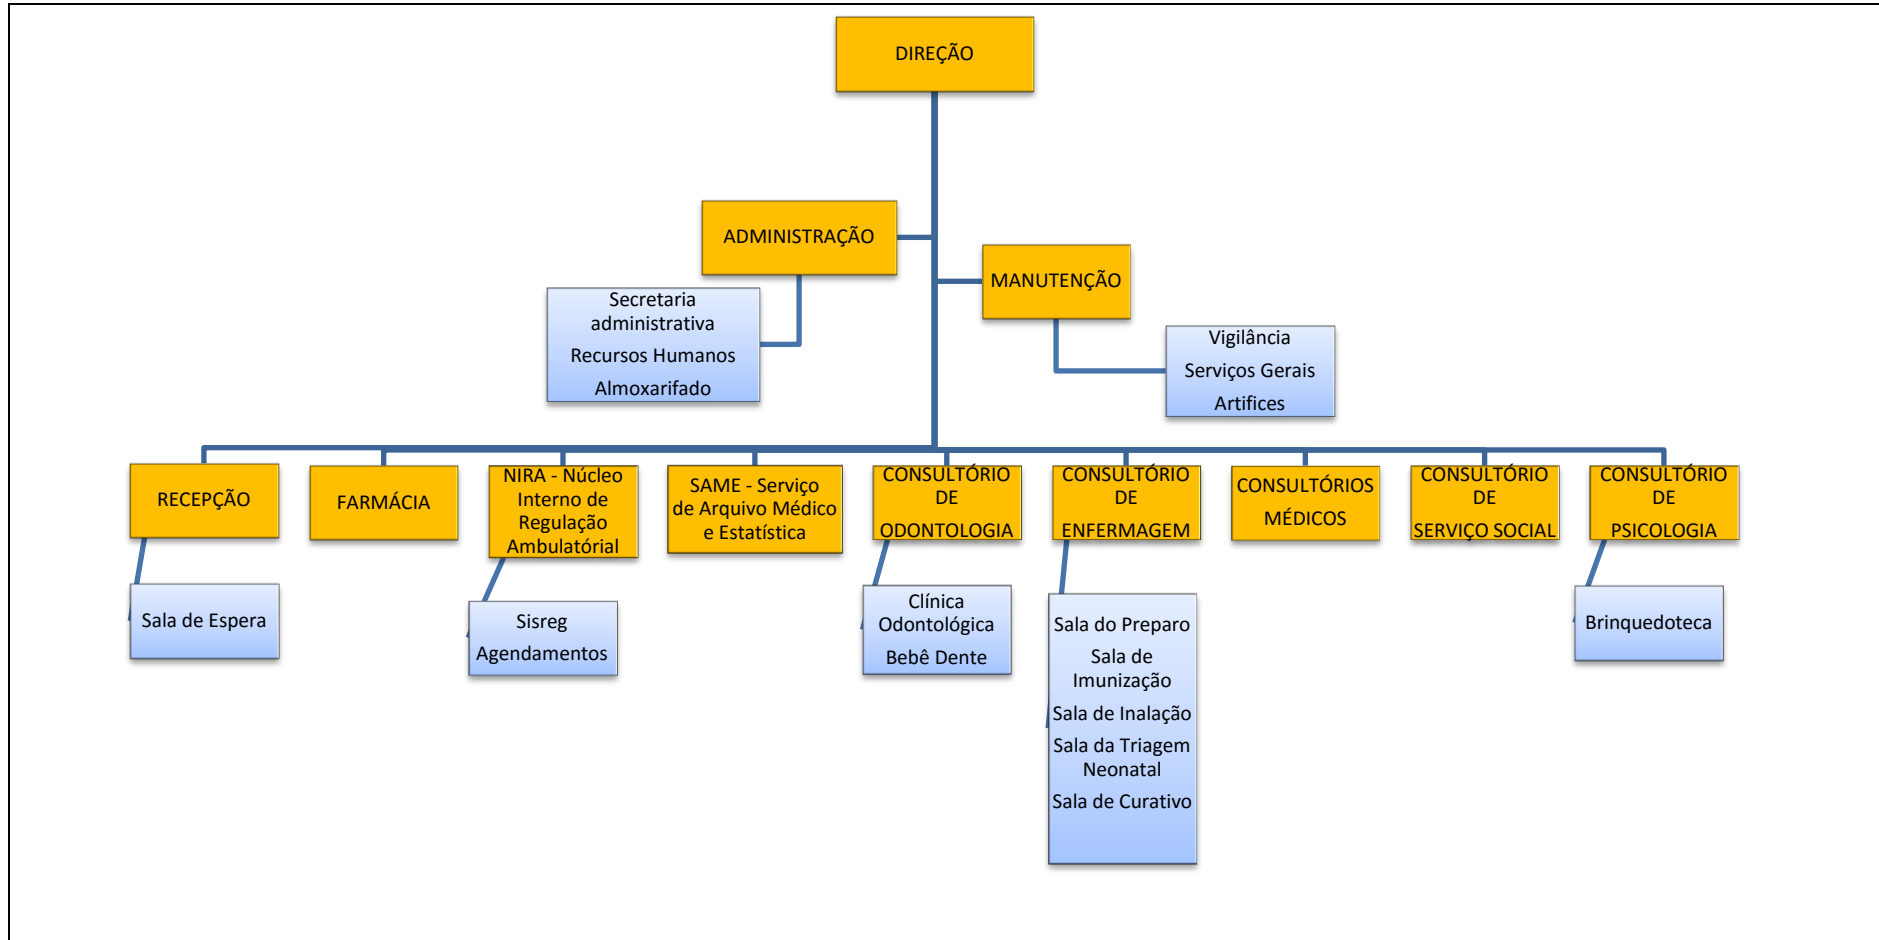 DIREÇÃO
ADMINISTRAÇÃO
MANUTENÇÃO
Secretaria
administrativa
Recursos Humanos
Almoxarifado
Vigilância
Serviços Gerais
Artifices
RECEPÇÃO
FARMÁCIA
NIRA - Núcleo
Interno de
Regulação
Ambulatórial
SAME - Serviço
de Arquivo Médico
e Estatística
CONSULTÓRIO
DE
ODONTOLOGIA
CONSULTÓRIO
DE
ENFERMAGEM
CONSULTÓRIOS
MÉDICOS
CONSULTÓRIO
DE
SERVIÇO SOCIAL
CONSULTÓRIO
DE
PSICOLOGIA
Sala de Espera
Sisreg
Agendamentos
Clínica
Odontológica
Bebê Dente
Sala do Preparo
Sala de
Imunização
Sala de Inalação
Sala da Triagem
Neonatal
Sala de Curativo
Brinquedoteca